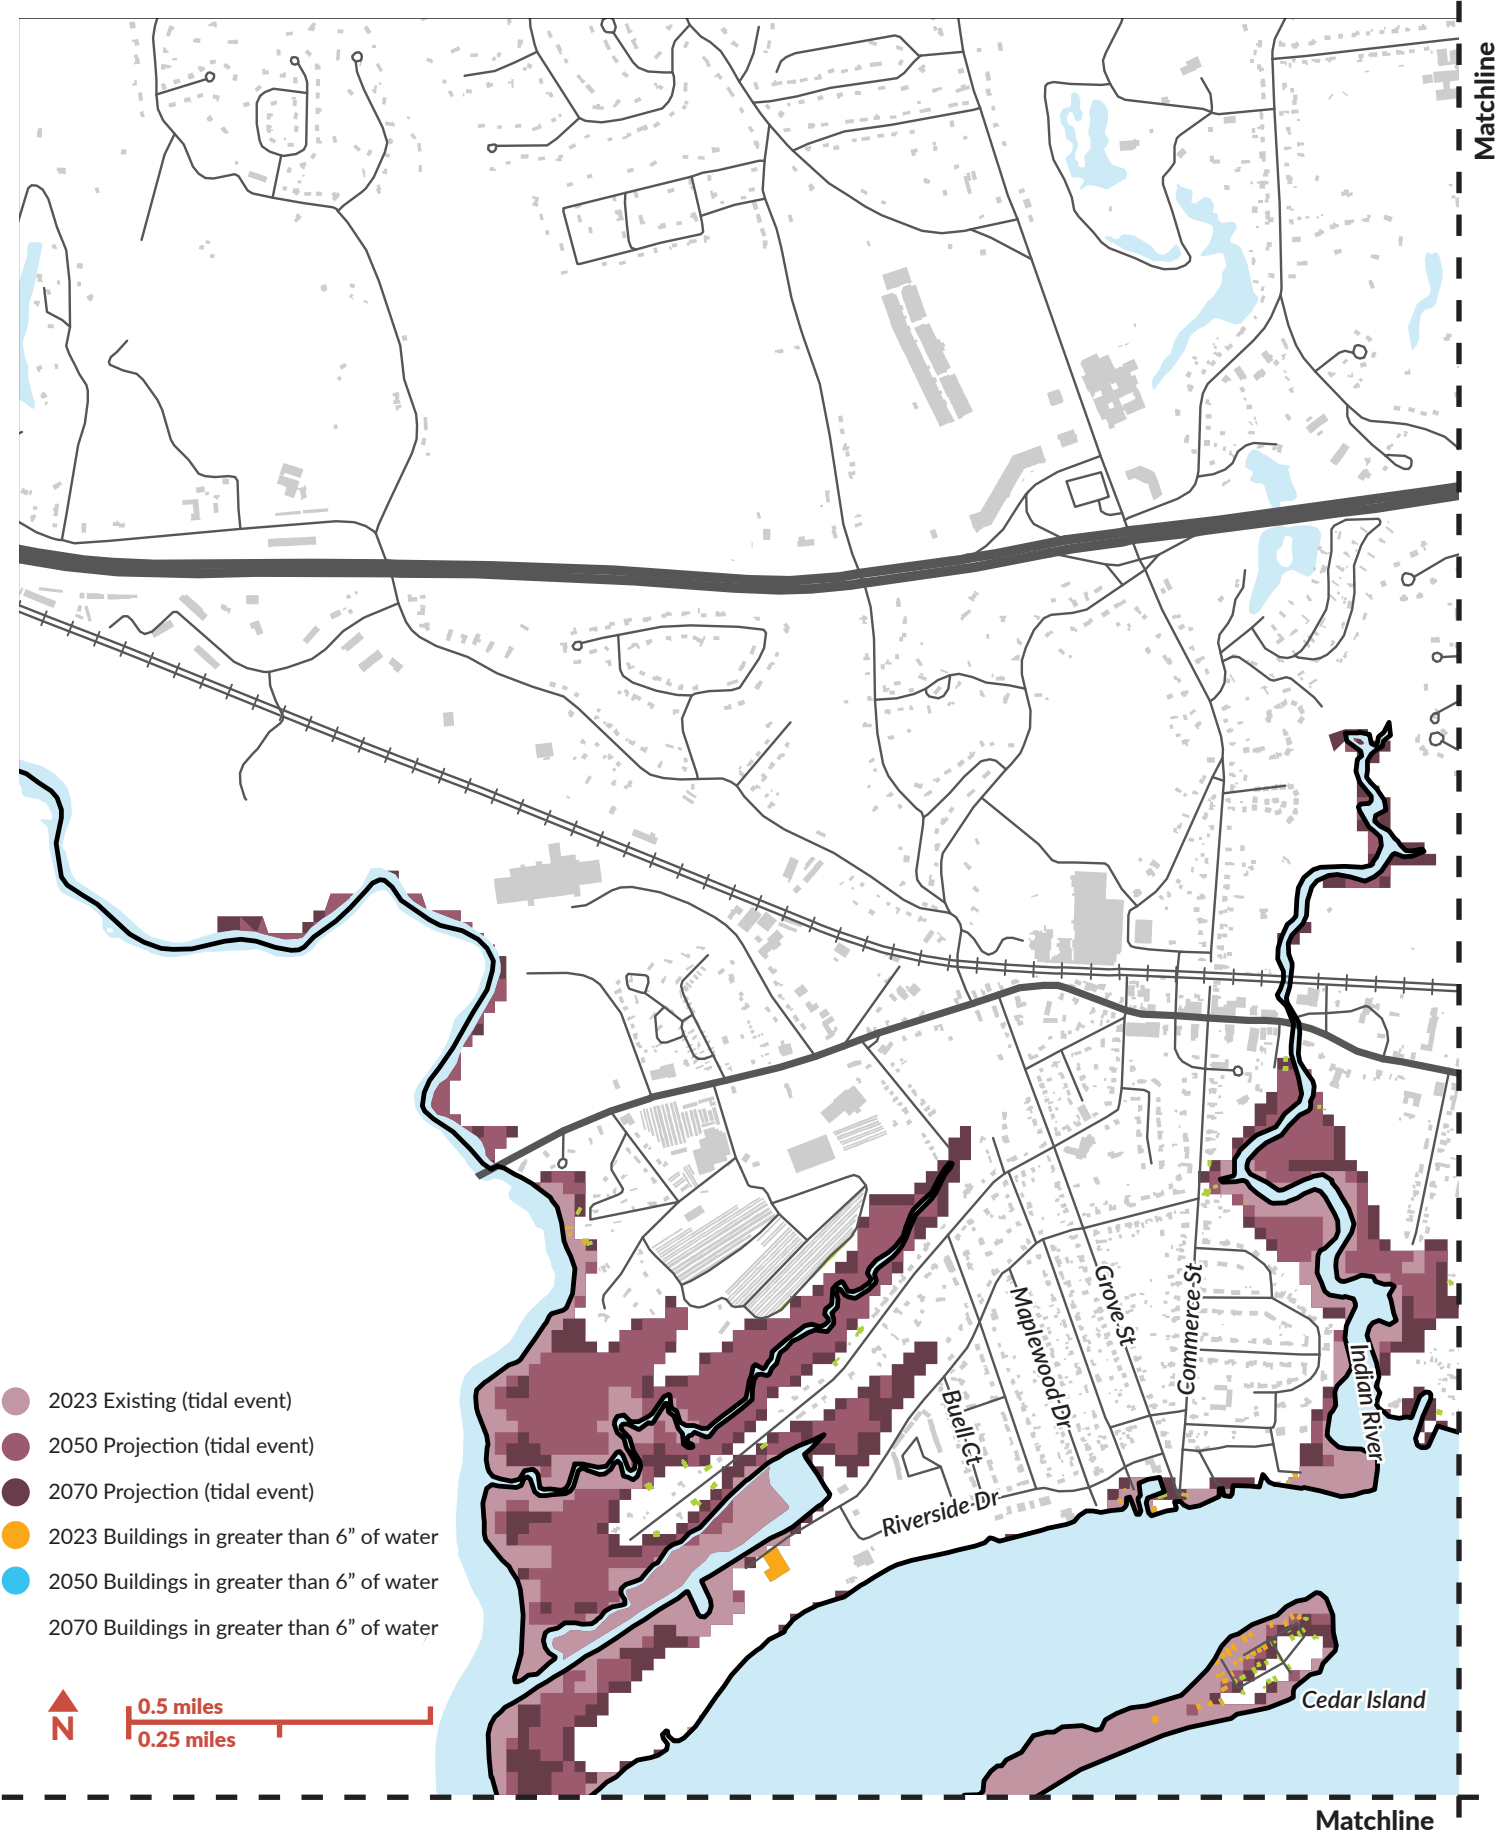 Matchline
Grove St
Maplewood Dr
Commerce St
Buell Ct
Indian River
Riverside Dr
2023 Existing (tidal event)
2050 Projection (tidal event)
2070 Projection (tidal event)
2023 Buildings in greater than 6” of water
2050 Buildings in greater than 6” of water
2070 Buildings in greater than 6” of water
Cedar Island
N
0.5 miles
0.25 miles
Matchline